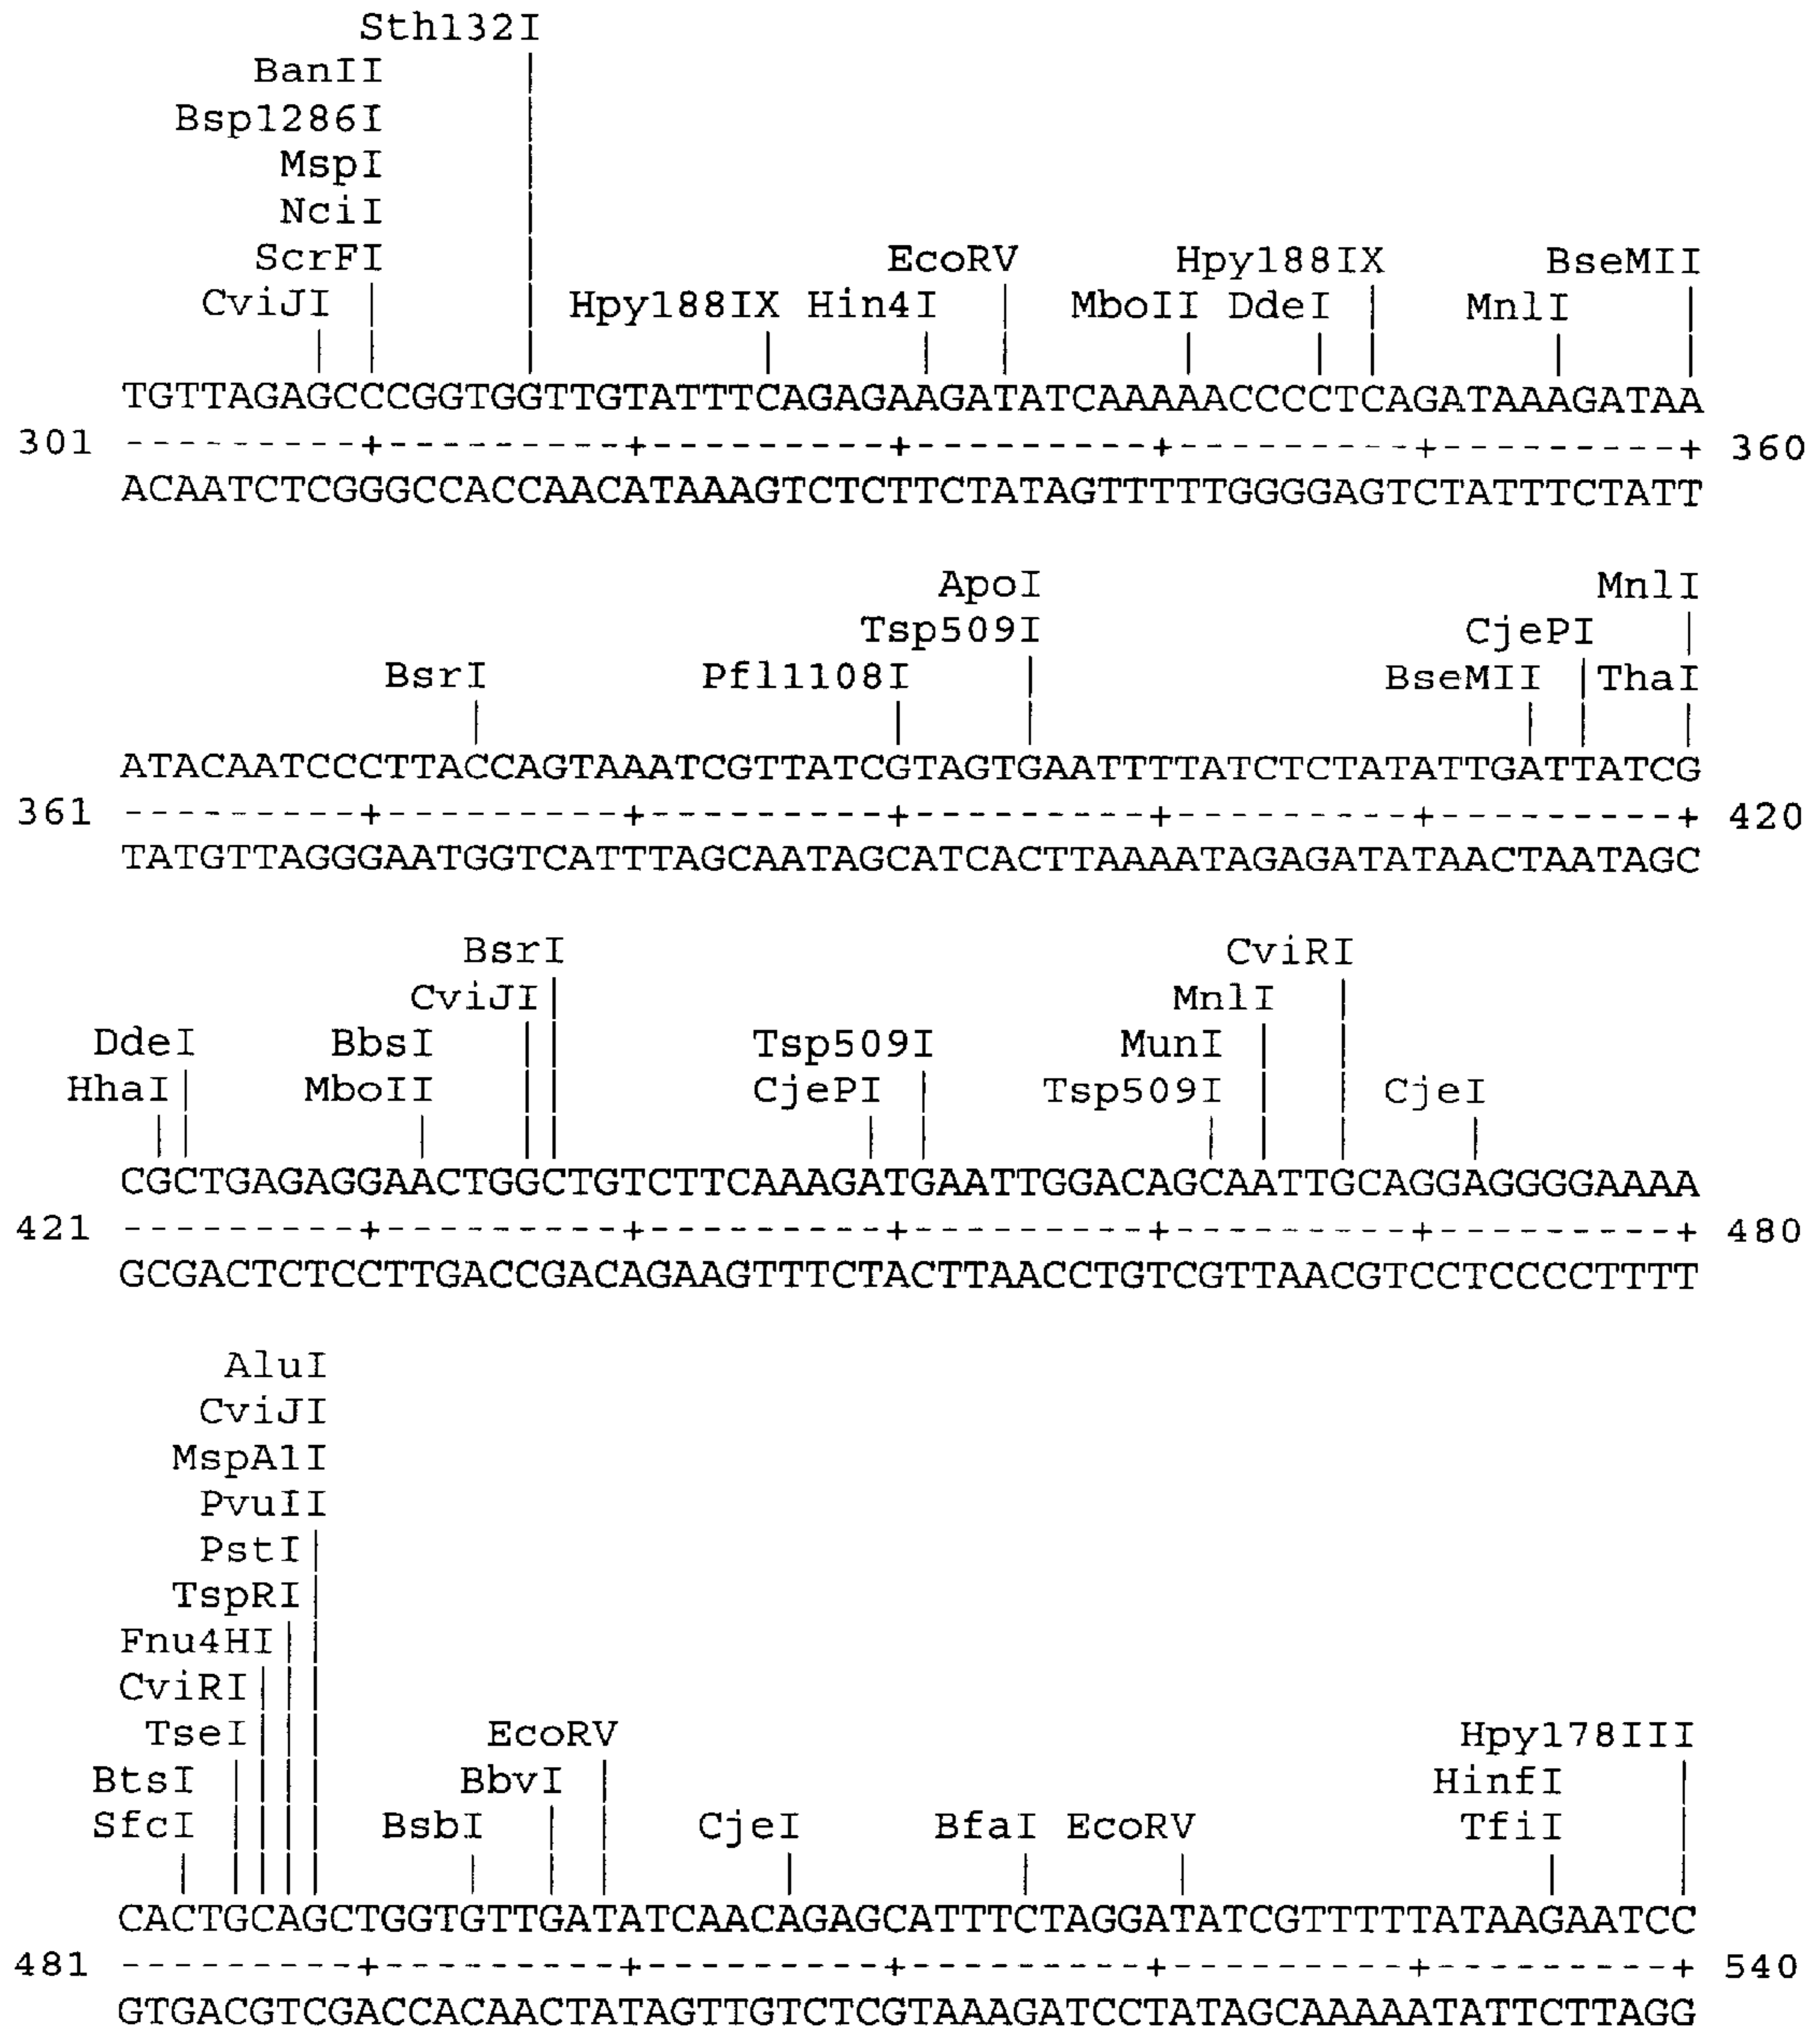 Sth132I
BanII
Bsp1286I
MspI
NciI
ScrFI EcoRV Hpy188IX BseMII
CviJI Hpy188IX Hin4I MboII DdeI MnlI
TGTTAGAGCCCGGTGGTTGTATTTCAGAGAAGATATCAAAAACCCCTCAGATAAAGATAA
301 ---------+---------+---------+---------+---------+---------+ 360
ACAATCTCGGGCCACCAACATAAAGTCTCTTCTATAGTTTTTGGGGAGTCTATTTCTATT
ApoI MnlI
Tsp509I CjePI
BsrI Pfl1108I BseMII ThaI
ATACAATCCCTTACCAGTAAATCGTTATCGTAGTGAATTTTATCTCTATATTGATTATCG
361 ---------+---------+---------+---------+---------+---------+ 420
TATGTTAGGGAATGGTCATTTAGCAATAGCATCACTTAAAATAGAGATATAACTAATAGC
BsrI CviRI
CviJI MnlI
DdeI BbsI Tsp509I MunI
HhaI MboII CjePI Tsp509I CjeI
CGCTGAGAGGAACTGGCTGTCTTCAAAGATGAATTGGACAGCAATTGCAGGAGGGGAAAA
421 ---------+---------+---------+---------+---------+---------+ 480
GCGACTCTCCTTGACCGACAGAAGTTTCTACTTAACCTGTCGTTAACGTCCTCCCCTTTT
AluI
CviJI
MspA1I
PvuII
PstI
TspRI
Fnu4HI
CviRI
TseI EcoRV Hpy178III
BtsI BbvI HinfI
SfcI BsbI CjeI BfaI EcoRV TfiI
CACTGCAGCTGGTGTTGATATCAACAGAGCATTTCTAGGATATCGTTTTTATAAGAATCC
481 ---------+---------+---------+---------+---------+---------+ 540
GTGACGTCGACCACAACTATAGTTGTCTCGTAAAGATCCTATAGCAAAAATATTCTTAGG